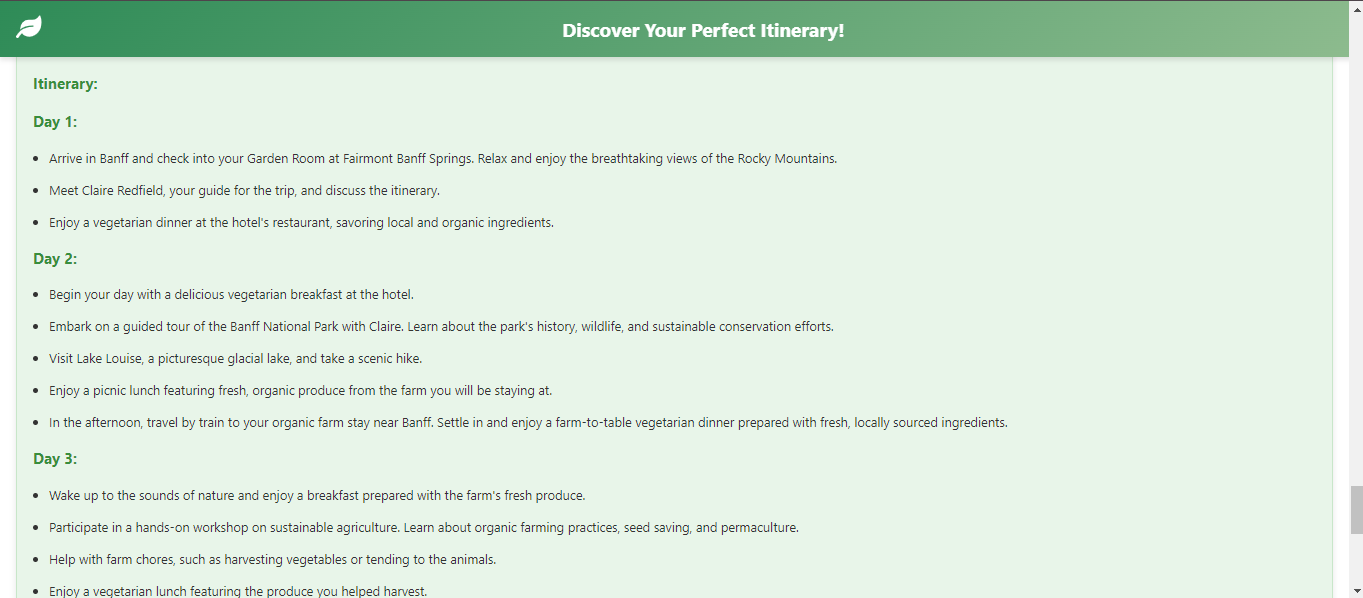 Discover Your Perfect Itinerary!
Itinerary:
Day 1:
Arrive in Banff and check into your Garden Room at Fairmont Banff Springs. Relax and enjoy the breathtaking views of the Rocky Mountains.
Meet Claire Redfield, your guide for the trip, and discuss the itinerary.
Enjoy a vegetarian dinner at the hotel's restaurant, savoring local and organic ingredients.
Day 2:
Begin your day with a delicious vegetarian breakfast at the hotel.
Embark on a guided tour of the Banff National Park with Claire. Learn about the park's history, wildlife, and sustainable conservation efforts.
Visit Lake Louise, a picturesque glacial lake, and take a scenic hike.
Enjoy a picnic lunch featuring fresh, organic produce from the farm you will be staying at.
In the afternoon, travel by train to your organic farm stay near Banff. Settle in and enjoy a farm-to-table vegetarian dinner prepared with fresh, locally sourced ingredients.
Day 3:
Wake up to the sounds of nature and enjoy a breakfast prepared with the farm's fresh produce.
Participate in a hands-on workshop on sustainable agriculture. Learn about organic farming practices, seed saving, and permaculture.
Help with farm chores, such as harvesting vegetables or tending to the animals.
Enjoy a vegetarian lunch featuring the produce you helped harvest.